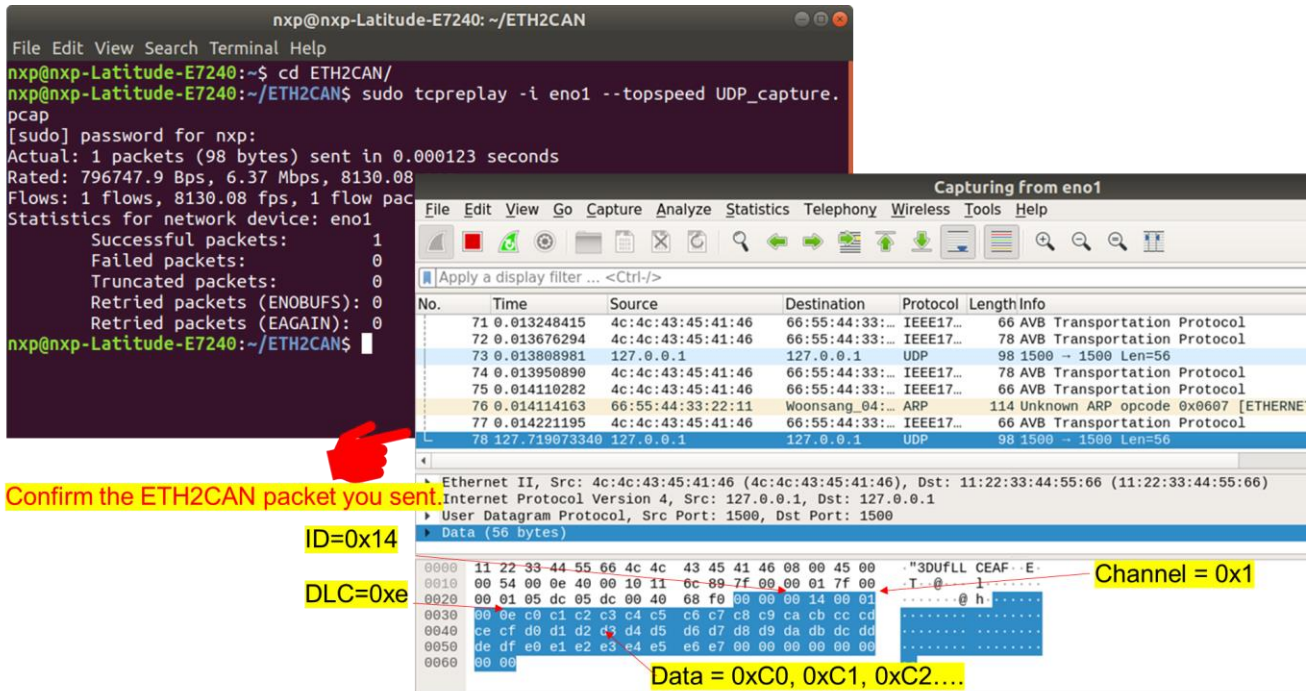 nxp@nxp-Latitude-E7240: ~/ETH2CAN
File Edit View Search Terminal Help
nxp@nxp-Latitude-E7240:~$ cd ETH2CAN/
nxp@nxp-Latitude-E7240:~/ETH2CAN$ sudo tcpreplay -i eno1 --topspeed UDP_capture.
pcap
[sudo] password for nxp:
Actual: 1 packets (98 bytes) sent in 0.000123 seconds
Rated: 796747.9 Bps, 6.37 Mbps, 8130.08
Flows: 1 flows, 8130.08 fps, 1 flow pac
Statistics for network device: eno1
Successful packets: 1
Failed packets: 0
Truncated packets: 0
Retried packets (ENOBUFS): 0
Retried packets (EAGAIN): 0
nxp@nxp-Latitude-E7240:~/ETH2CAN$
Capturing from eno1
File Edit View Go Capture Analyze Statistics Telephony Wireless Tools Help
Apply a display filter ... <Ctrl-/>
No. Time Source Destination Protocol Length Info
71 0.013248415 4c:4c:43:45:41:46 66:55:44:33:… IEEE17… 66 AVB Transportation Protocol
72 0.013676294 4c:4c:43:45:41:46 66:55:44:33:… IEEE17… 78 AVB Transportation Protocol
73 0.013808981 127.0.0.1 127.0.0.1 UDP 98 1500 → 1500 Len=56
74 0.013950890 4c:4c:43:45:41:46 66:55:44:33:… IEEE17… 78 AVB Transportation Protocol
75 0.014110282 4c:4c:43:45:41:46 66:55:44:33:… IEEE17… 66 AVB Transportation Protocol
76 0.014114163 66:55:44:33:22:11 Woonsang_04:… ARP 114 Unknown ARP opcode 0x0607 [ETHERNE
77 0.014221195 4c:4c:43:45:41:46 66:55:44:33:… IEEE17… 66 AVB Transportation Protocol
78 127.719073340 127.0.0.1 127.0.0.1 UDP 98 1500 → 1500 Len=56
Confirm the ETH2CAN packet you sent.
Ethernet II, Src: 4c:4c:43:45:41:46 (4c:4c:43:45:41:46), Dst: 11:22:33:44:55:66 (11:22:33:44:55:66)
Internet Protocol Version 4, Src: 127.0.0.1, Dst: 127.0.0.1
User Datagram Protocol, Src Port: 1500, Dst Port: 1500
Data (56 bytes)
ID=0x14
DLC=0xe
Channel = 0x1
0000 11 22 33 44 55 66 4c 4c 43 45 41 46 08 00 45 00 ·"3DUfLL CEAF··E·
0010 00 54 00 0e 40 00 10 11 6c 89 7f 00 00 01 7f 00 ·T··@··· l·······
0020 00 01 05 dc 05 dc 00 40 68 f0 00 00 00 14 00 01 ·······@ h·······
0030 00 0e c0 c1 c2 c3 c4 c5 c6 c7 c8 c9 ca cb cc cd ········ ········
0040 ce cf d0 d1 d2 d3 d4 d5 d6 d7 d8 d9 da db dc dd ········ ········
0050 de df e0 e1 e2 e3 e4 e5 e6 e7 00 00 00 00 00 00 ········ ········
0060 00 00 ··
Data = 0xC0, 0xC1, 0xC2....